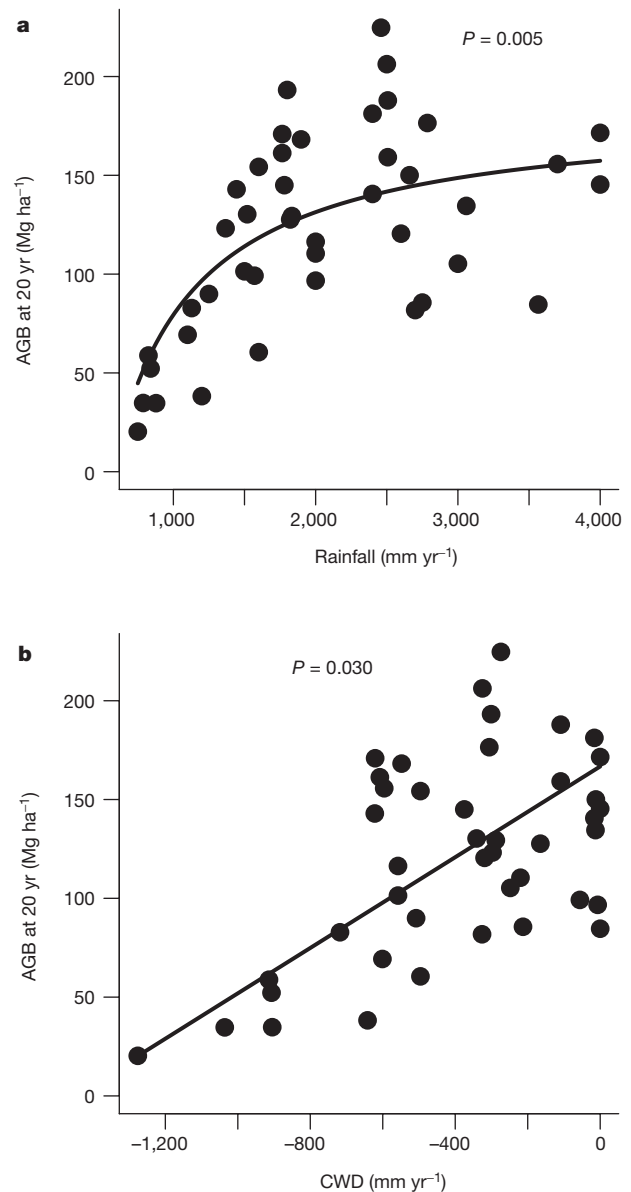 a
P = 0.005
200
150
100
50
0
AGB at 20 yr (Mg ha⁻¹)
1,000 2,000 3,000 4,000
Rainfall (mm yr⁻¹)
b
P = 0.030
200
150
100
50
0
AGB at 20 yr (Mg ha⁻¹)
−1,200 −800 −400 0
CWD (mm yr⁻¹)